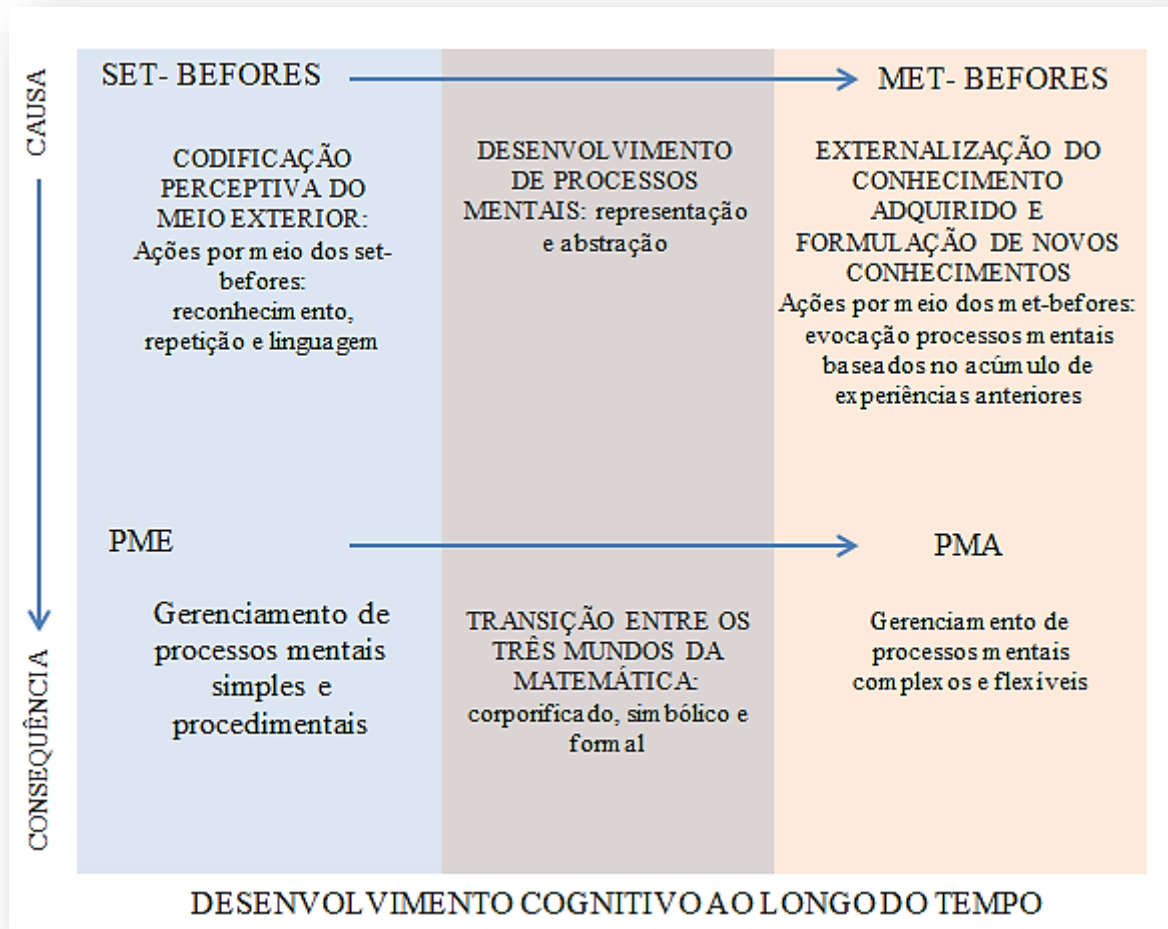 CAUSA
CONSEQUÊNCIA
SET- BEFORES
MET- BEFORES
CODIFICAÇÃO
PERCEPTIVA DO
MEIO EXTERIOR:
Ações por meio dos set-
befores:
reconhecimento,
repetição e linguagem
DESENVOLVIMENTO
DE PROCESSOS
MENTAIS: representação
e abstração
EXTERNALIZAÇÃO DO
CONHECIMENTO
ADQUIRIDO E
FORMULAÇÃO DE NOVOS
CONHECIMENTOS
Ações por meio dos met-befores:
evocação processos mentais
baseados no acúmulo de
experiências anteriores
PME
PMA
Gerenciamento de
processos mentais
simples e
procedimentais
TRANSIÇÃO ENTRE OS
TRÊS MUNDOS DA
MATEMÁTICA:
corporificado, simbólico e
formal
Gerenciamento de
processos mentais
complexos e flexíveis
DESENVOLVIMENTO COGNITIVO AO LONGO DO TEMPO